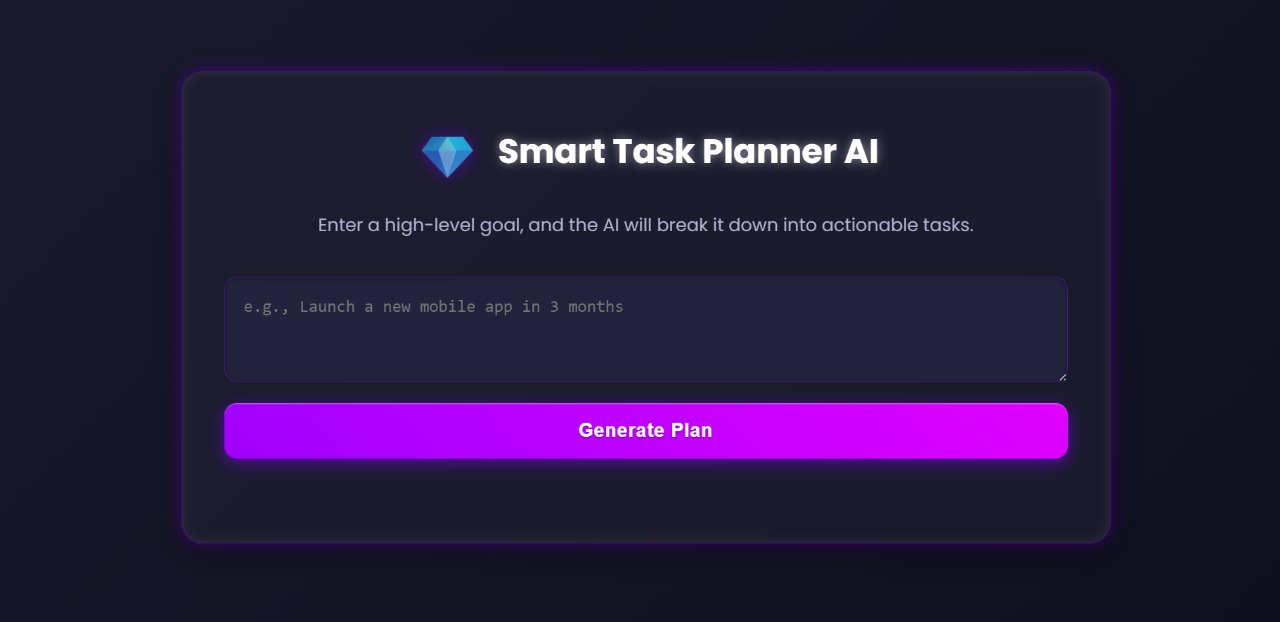 Smart Task Planner AI
Enter a high-level goal, and the AI will break it down into actionable tasks.
e.g., Launch a new mobile app in 3 months
Generate Plan